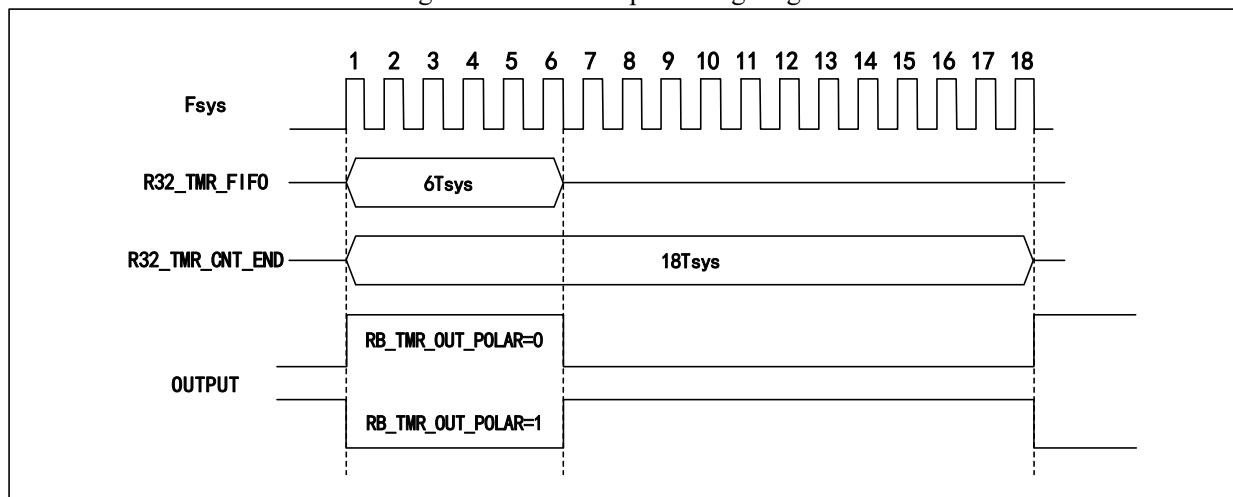 1 2 3 4 5 6 7 8 9 10 11 12 13 14 15 16 17 18
Fsys
R32_TMR_FIFO
6Tsys
R32_TMR_CNT_END
18Tsys
RB_TMR_OUT_POLAR=0
OUTPUT
RB_TMR_OUT_POLAR=1